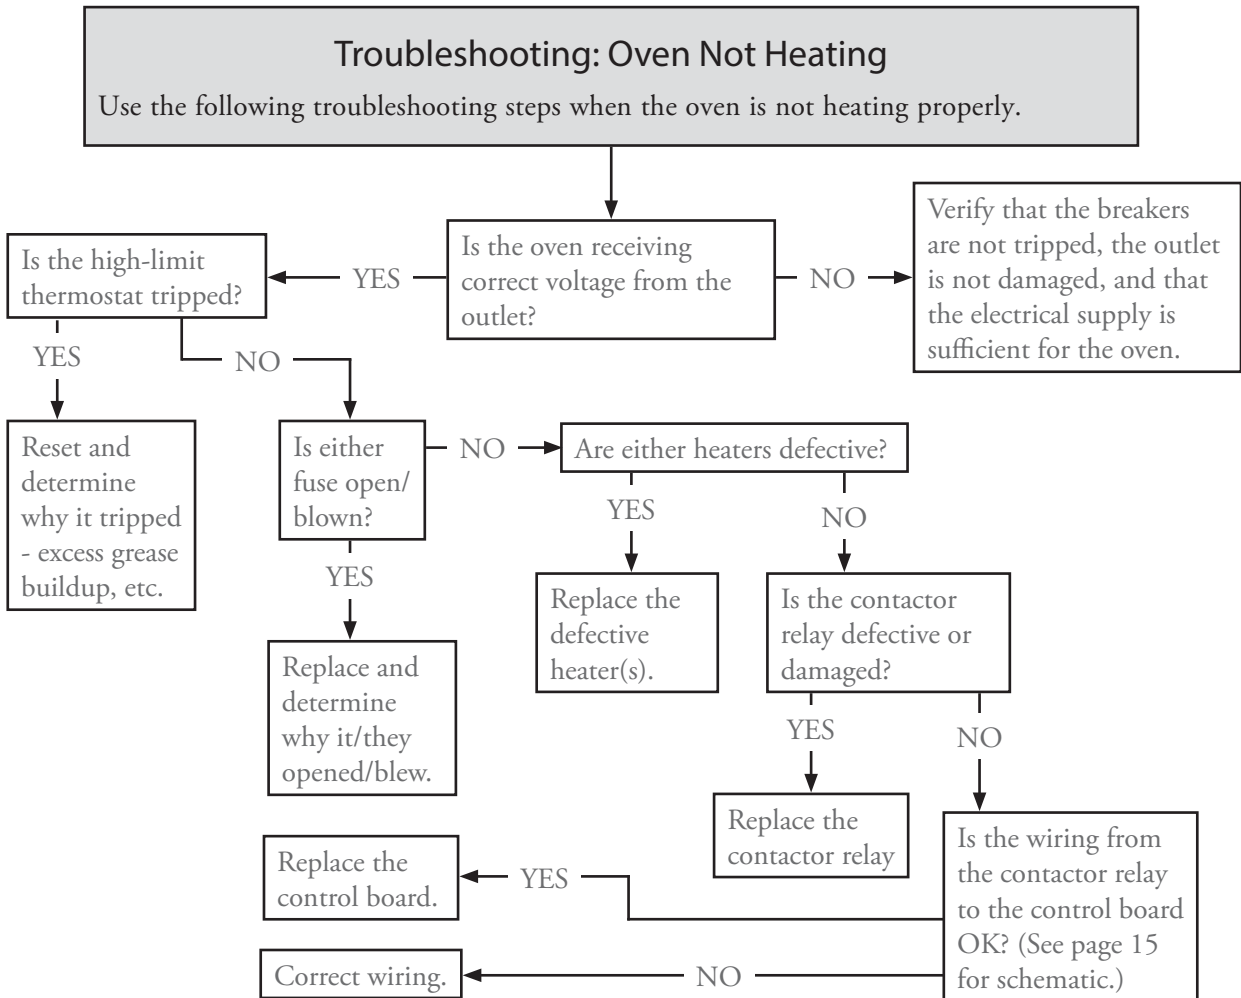 Troubleshooting: Oven Not Heating
Use the following troubleshooting steps when the oven is not heating properly.
Is the oven receiving
correct voltage from the
outlet?
NO
Verify that the breakers
are not tripped, the outlet
is not damaged, and that
the electrical supply is
sufficient for the oven.
YES
Is the high-limit
thermostat tripped?
YES
Reset and
determine
why it tripped
- excess grease
buildup, etc.
NO
Is either
fuse open/
blown?
YES
Replace and
determine
why it/they
opened/blew.
NO
Are either heaters defective?
YES
Replace the
defective
heater(s).
NO
Is the contactor
relay defective or
damaged?
YES
Replace the
contactor relay
NO
Is the wiring from
the contactor relay
to the control board
OK? (See page 15
for schematic.)
YES
Replace the
control board.
NO
Correct wiring.